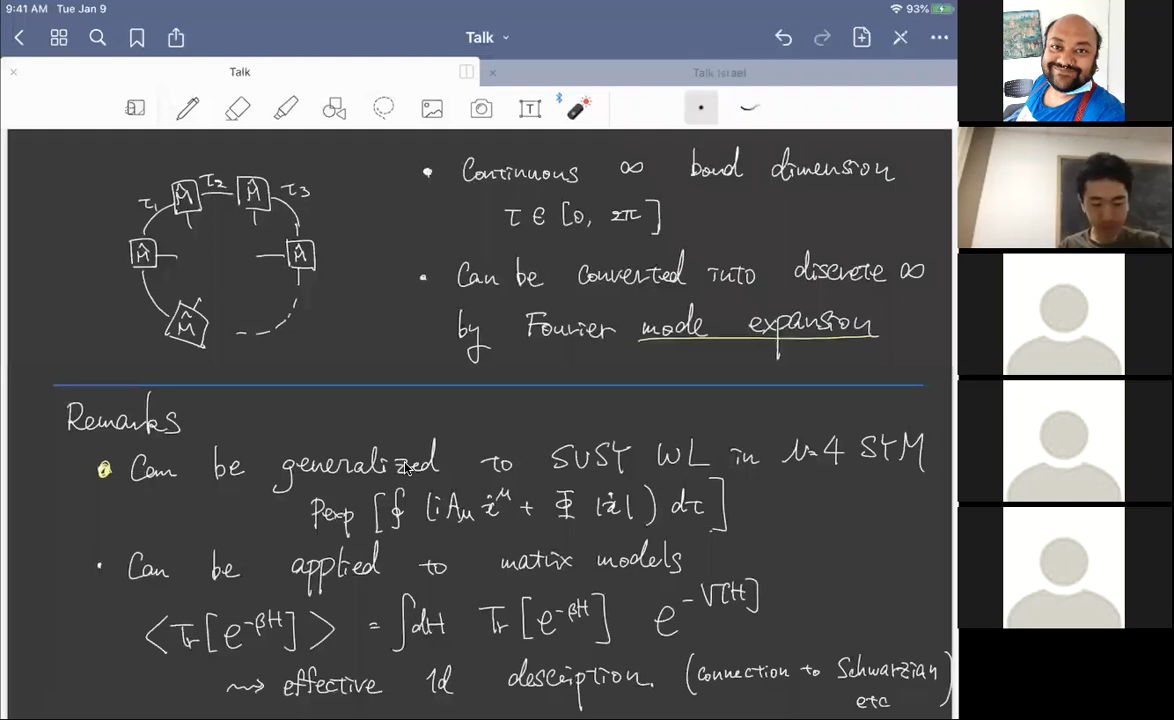 9:41 AM Tue Jan 9
93%
Talk
Talk
Talk Israel
T
τ₁ M̂ τ₂ M̂ τ₃
M̂ M̂
M̂
• Continuous ∞ bond dimension
τ ∈ [0, 2π]
• Can be converted into discrete ∞
by Fourier mode expansion
Remarks
• Can be generalized to SUSY WL in N=4 SYM
Pexp [∮ (iAμ ẋ^μ + Φ |ẋ|) dτ]
• Can be applied to matrix models
⟨Tr[e^{-βH}]⟩ = ∫dH Tr[e^{-βH}] e^{-V[H]}
⇝ effective 1d description. (connection to Schwarzian
etc)